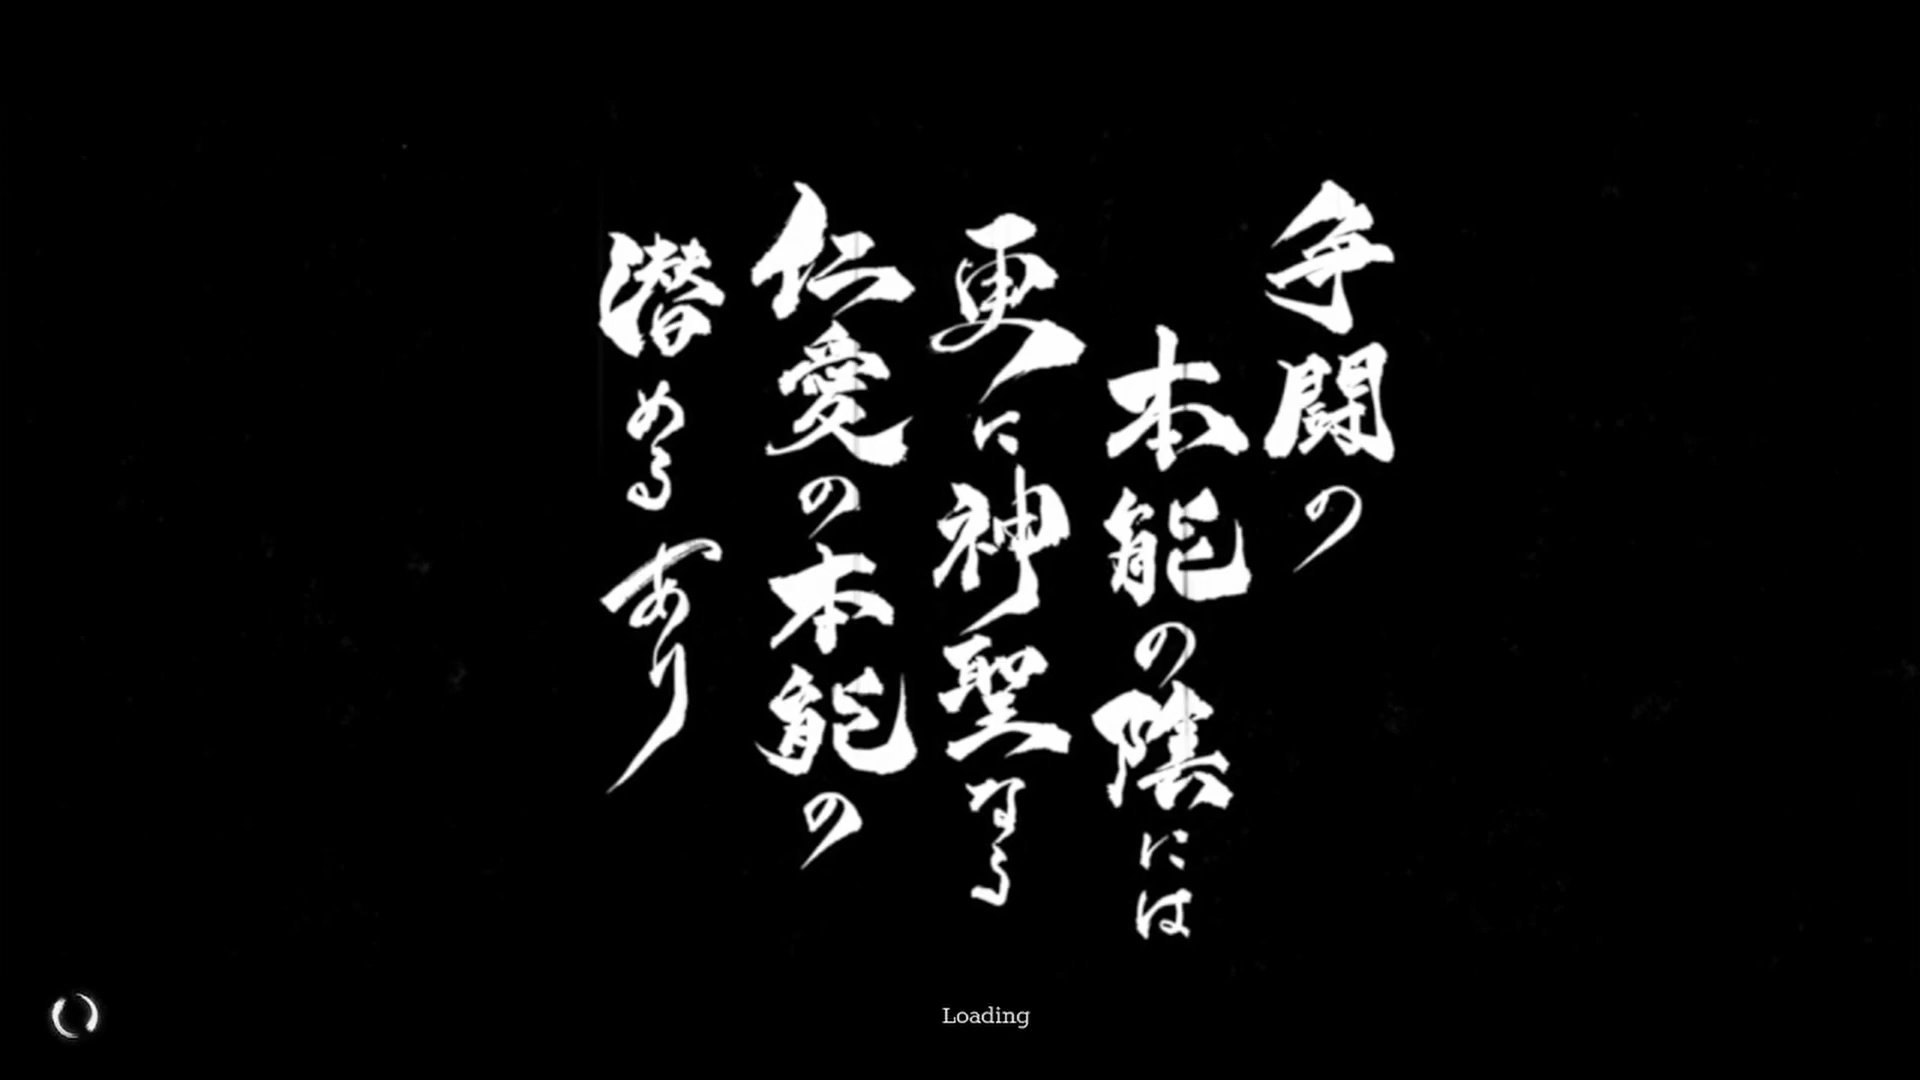 争闘の
本能の陰には
更に神聖なる
仁愛の本能の
潜めるあり
Loading